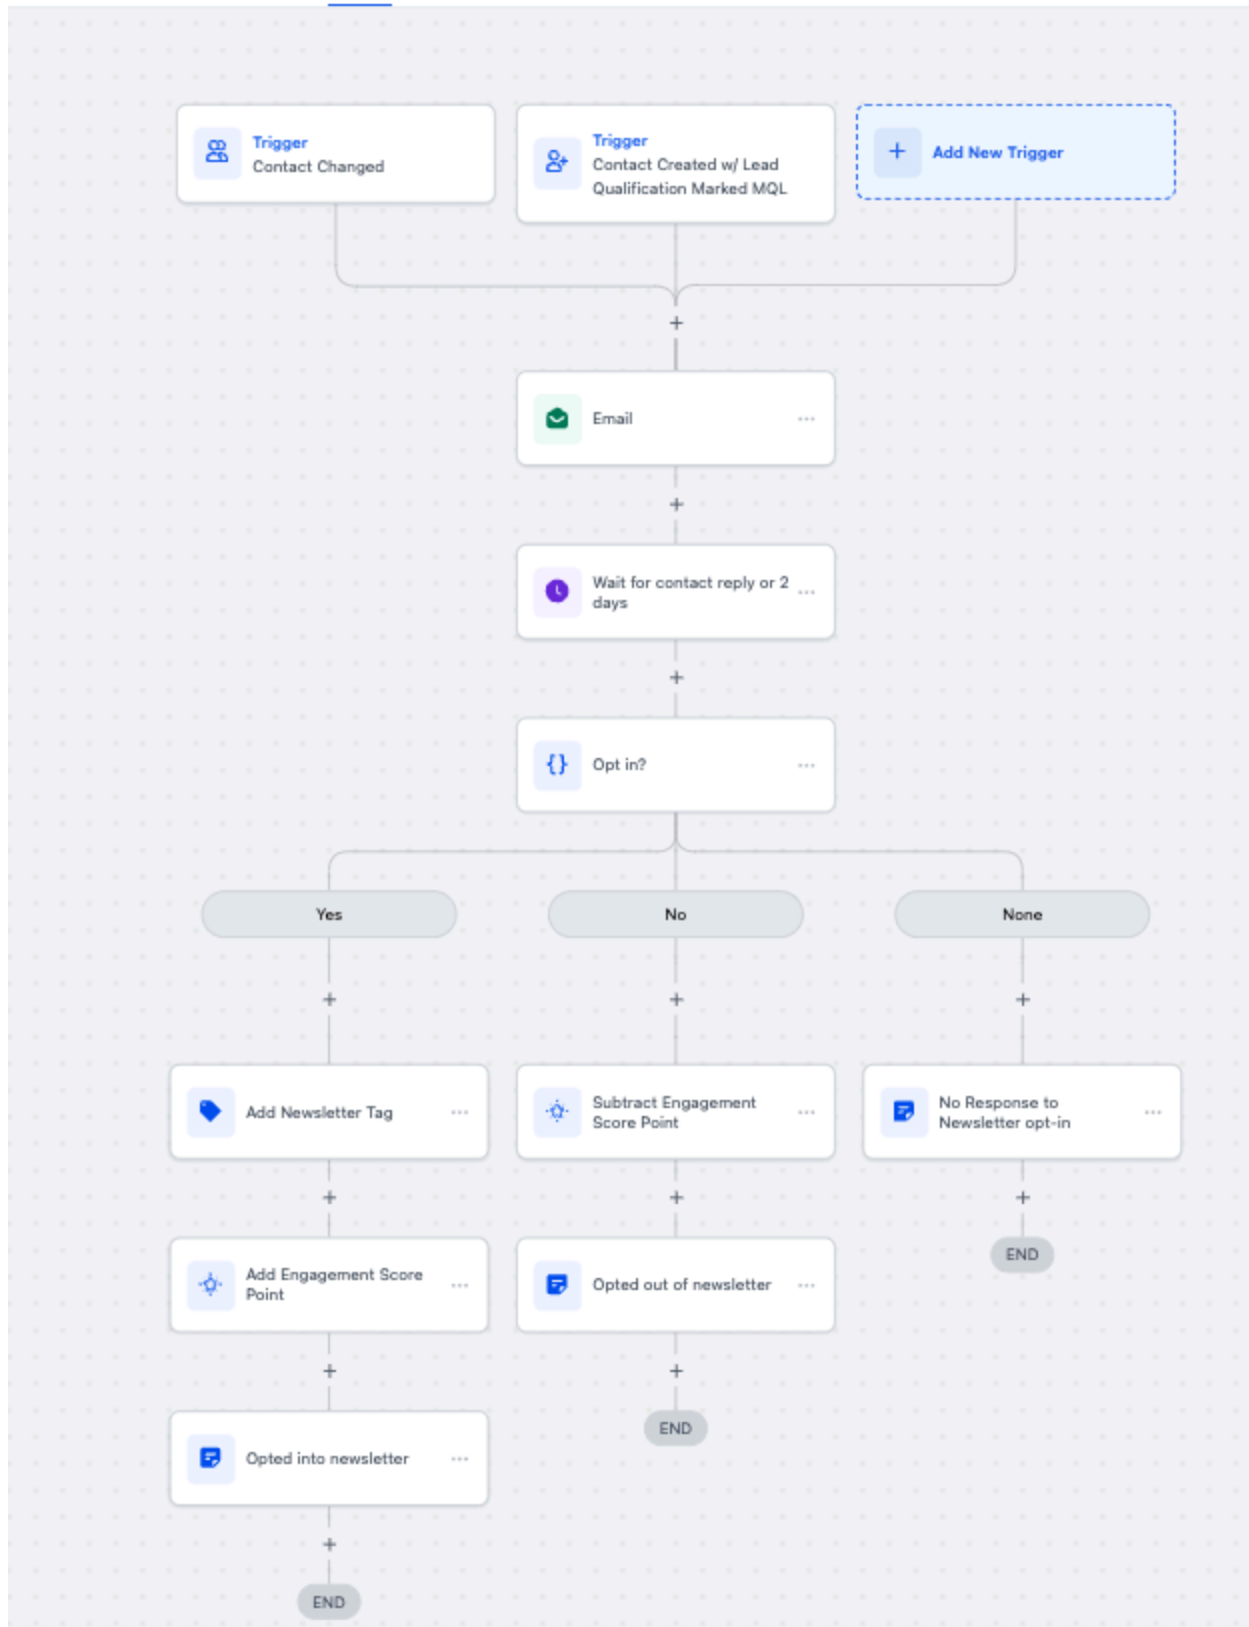 Trigger
Contact Changed
Trigger
Contact Created w/ Lead
Qualification Marked MQL
Add New Trigger
Email
Wait for contact reply or 2
days
Opt in?
Yes
No
None
Add Newsletter Tag
Subtract Engagement
Score Point
No Response to
Newsletter opt-in
Add Engagement Score
Point
Opted out of newsletter
END
Opted into newsletter
END
END